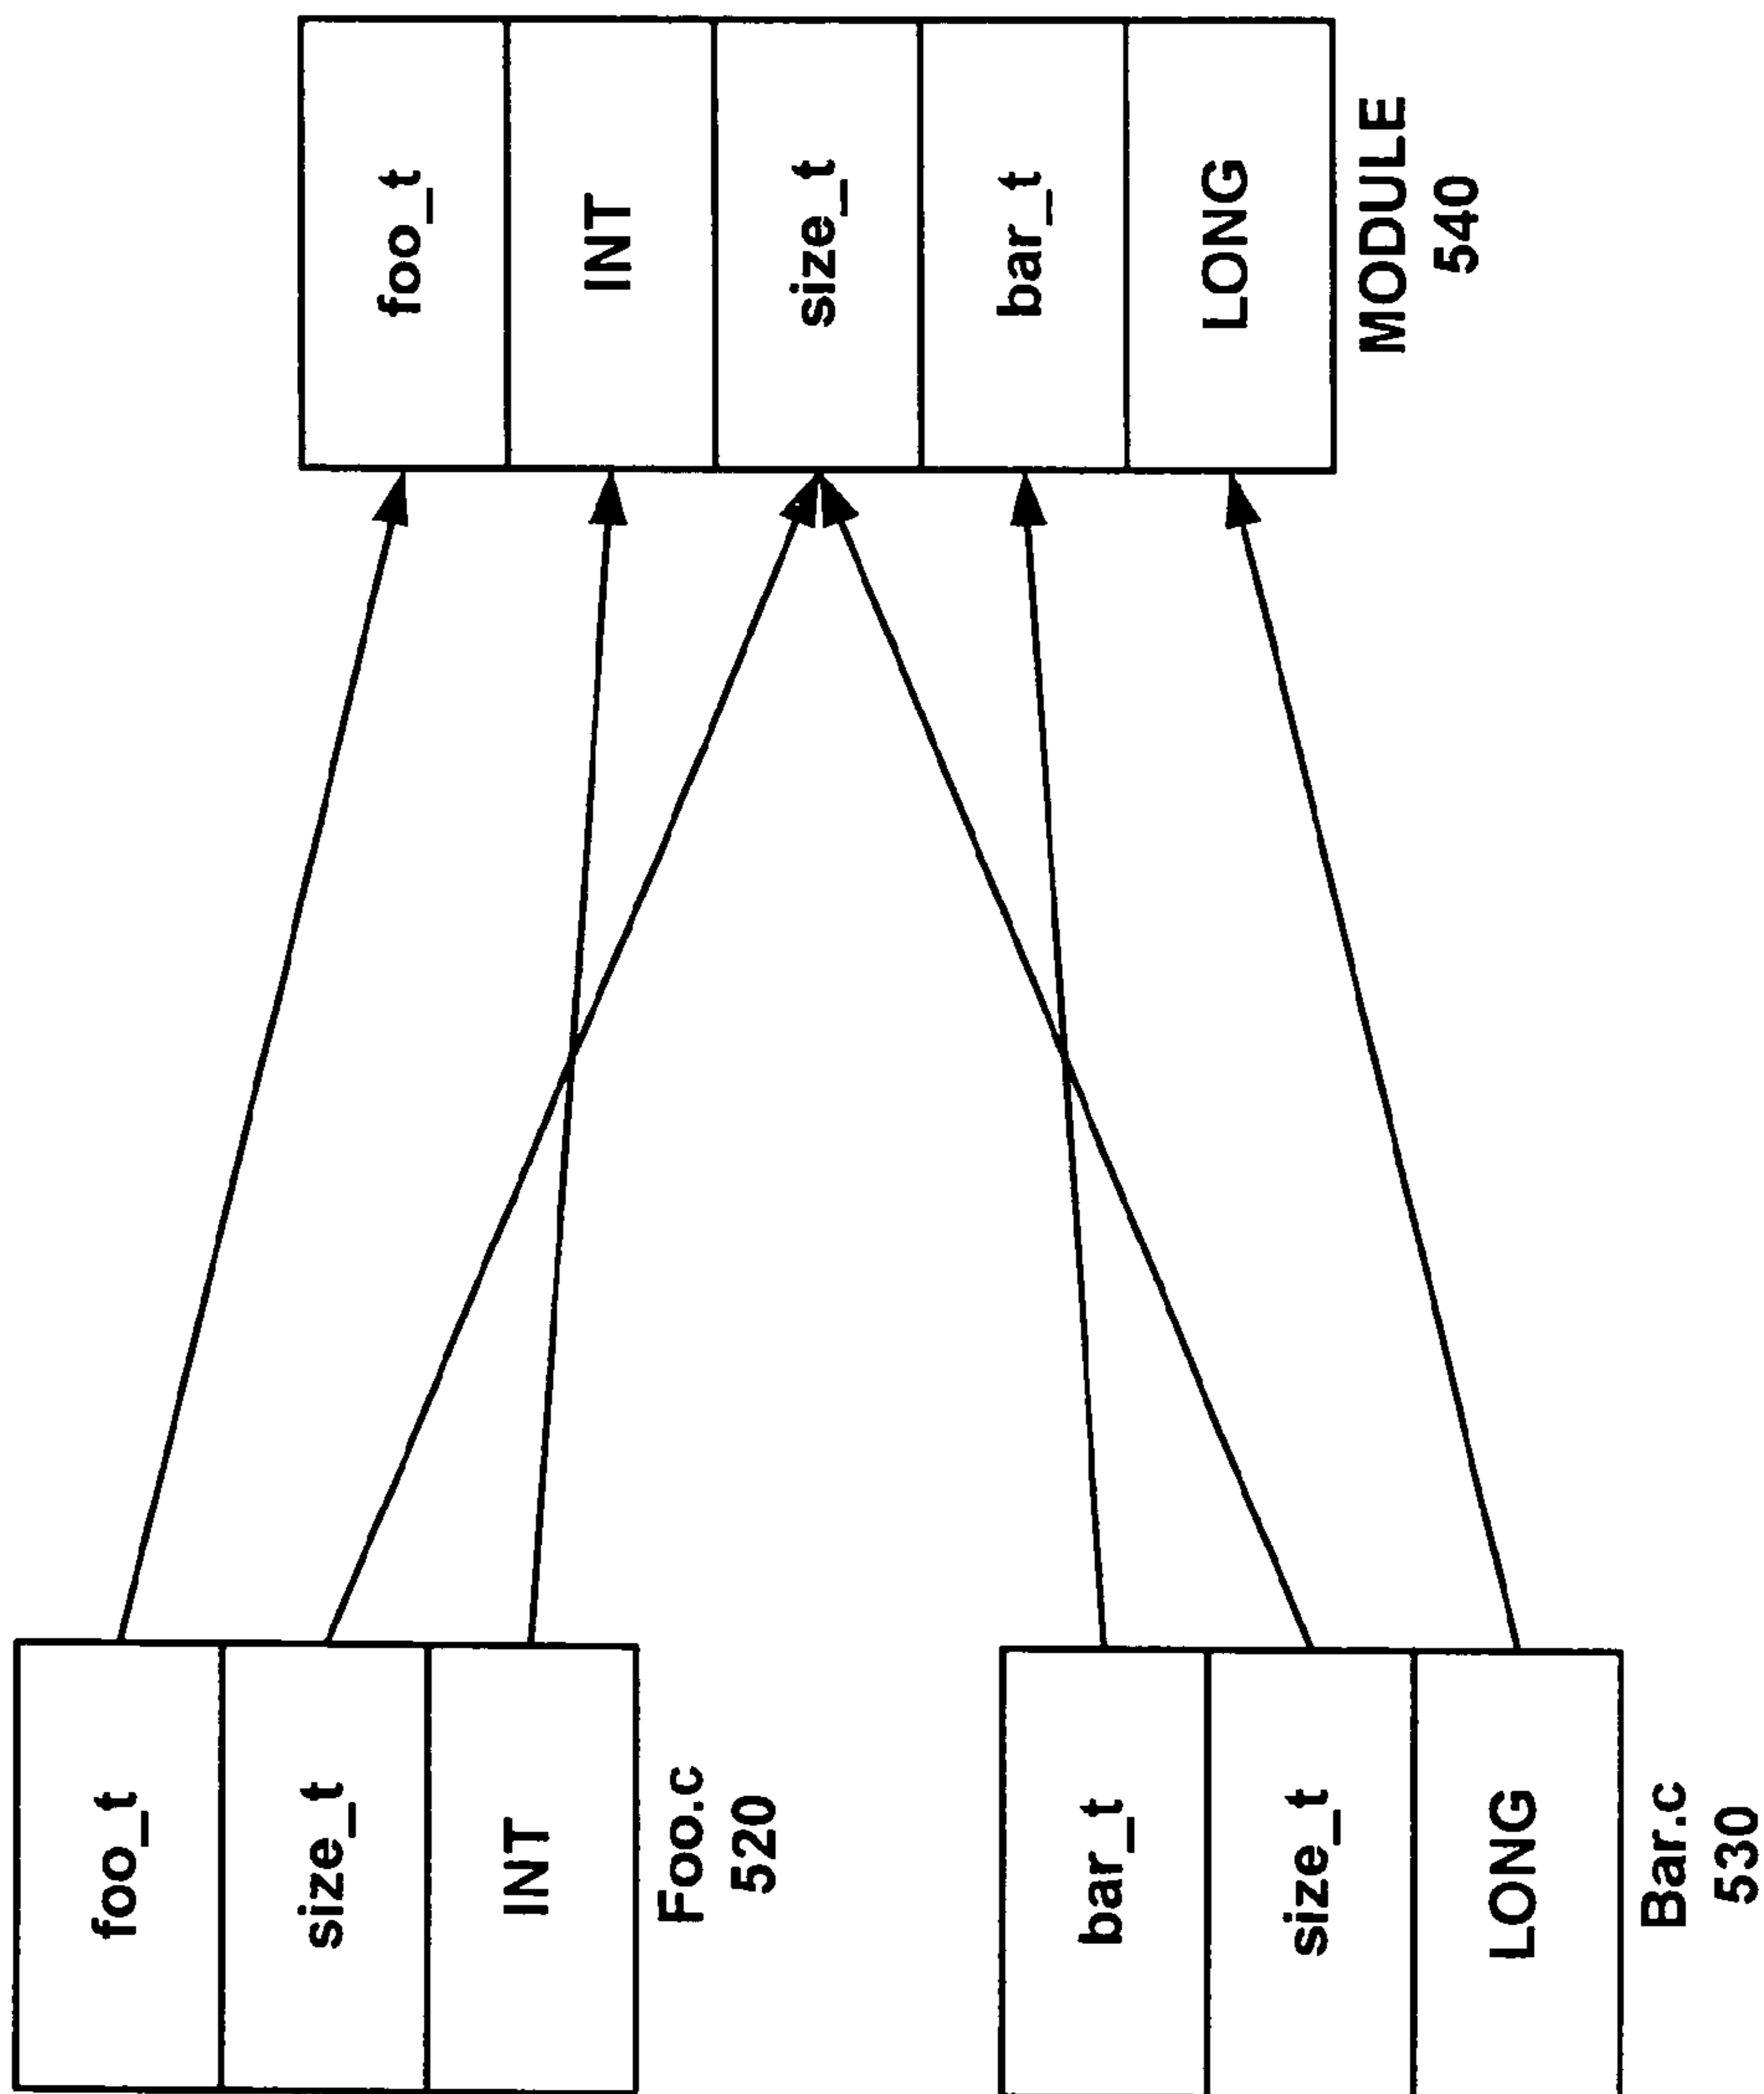 foo_t
size_t
INT
Foo.c
520
bar_t
size_t
LONG
Bar.c
530
foo_t
INT
size_t
bar_t
LONG
MODULE
540